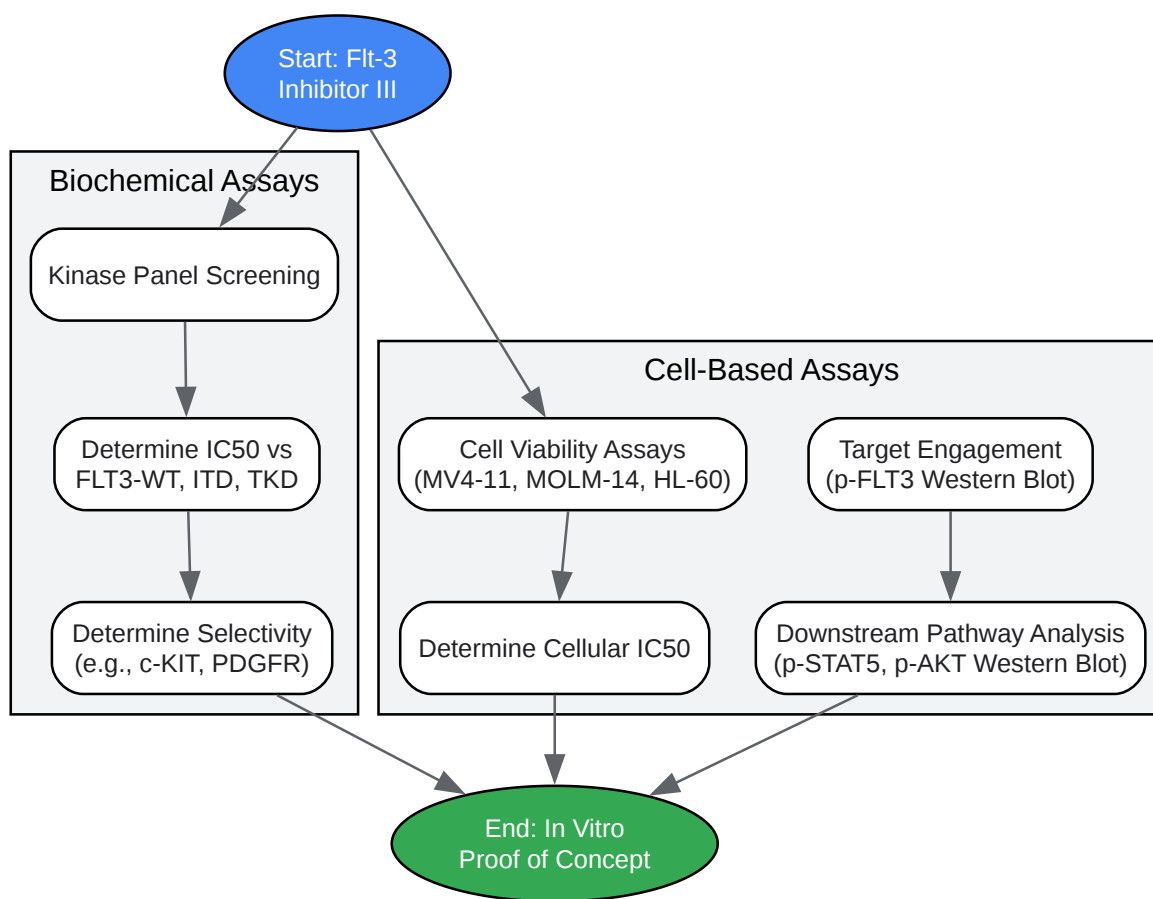 Start: Flt-3
Inhibitor III
Biochemical Assays
Kinase Panel Screening
Determine IC50 vs
FLT3-WT, ITD, TKD
Determine Selectivity
(e.g., c-KIT, PDGFR)
Cell-Based Assays
Cell Viability Assays
(MV4-11, MOLM-14, HL-60)
Determine Cellular IC50
Target Engagement
(p-FLT3 Western Blot)
Downstream Pathway Analysis
(p-STAT5, p-AKT Western Blot)
End: In Vitro
Proof of Concept